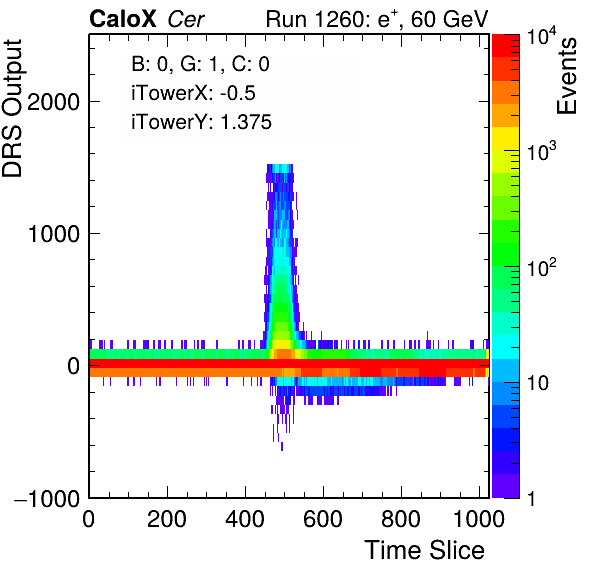 CaloX Cer Run 1260: e⁺, 60 GeV
B: 0, G: 1, C: 0
iTowerX: -0.5
iTowerY: 1.375
DRS Output
2000
1000
0
−1000
0 200 400 600 800 1000
Time Slice
Events
10⁴
10³
10²
10
1